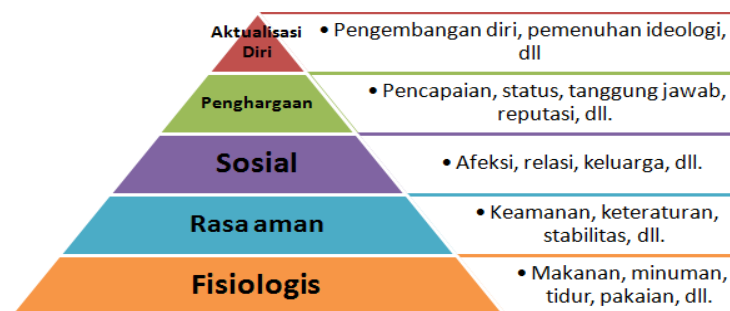 Aktualisasi
Diri
• Pengembangan diri, pemenuhan ideologi,
dll
Penghargaan
• Pencapaian, status, tanggung jawab,
reputasi, dll.
Sosial
• Afeksi, relasi, keluarga, dll.
Rasa aman
• Keamanan, keteraturan,
stabilitas, dll.
Fisiologis
• Makanan, minuman,
tidur, pakaian, dll.